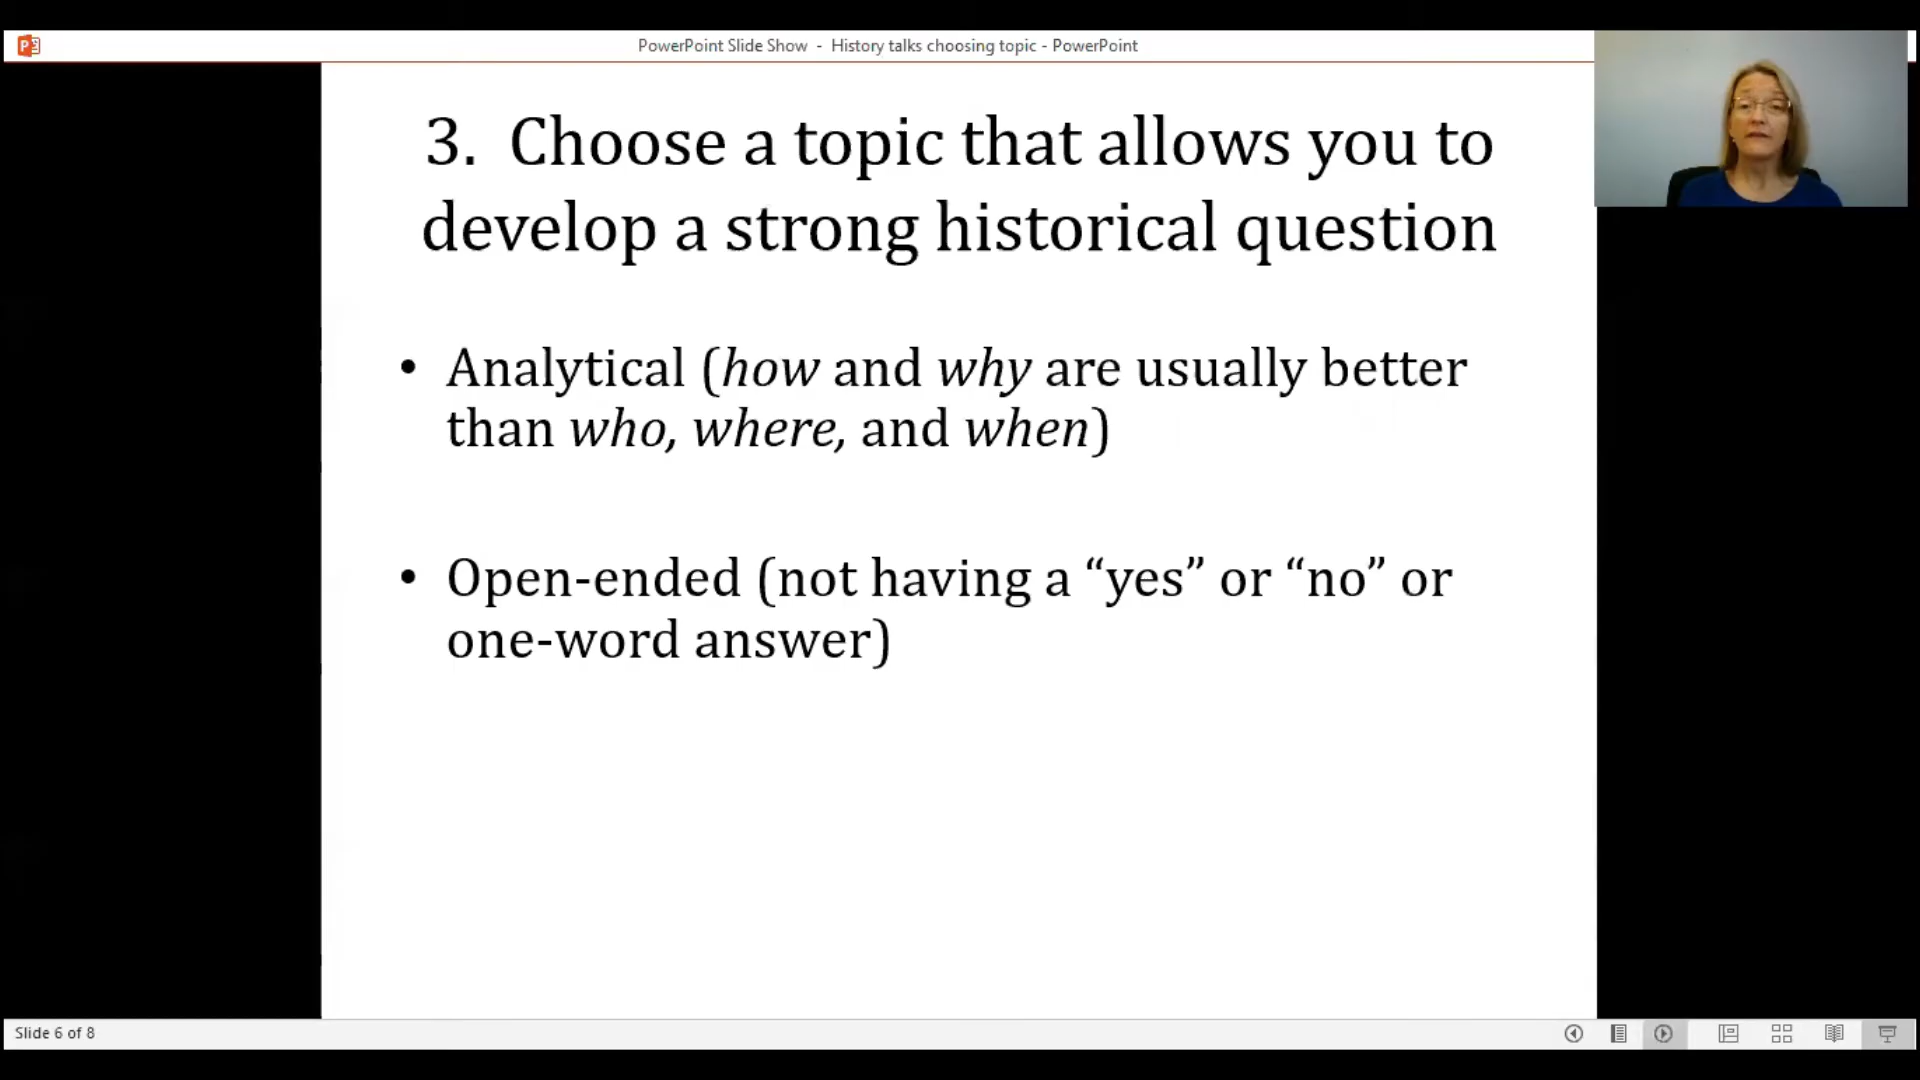 PowerPoint Slide Show - History talks choosing topic - PowerPoint
3. Choose a topic that allows you to
develop a strong historical question
• Analytical (how and why are usually better
than who, where, and when)
• Open-ended (not having a “yes” or “no” or
one-word answer)
Slide 6 of 8